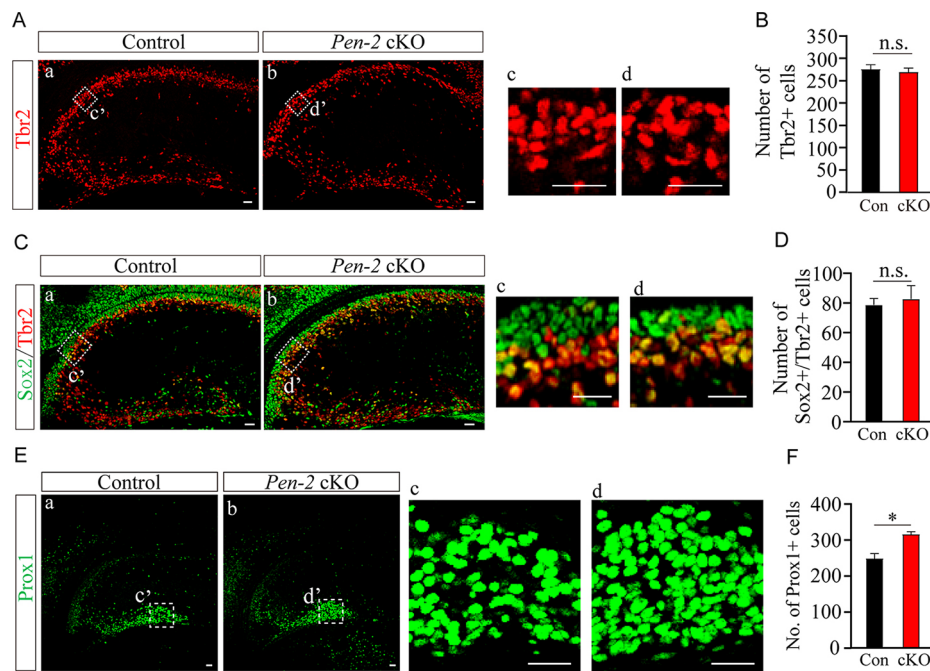 A
Control
Pen-2 cKO
Tbr2
a
c’
b
d’
c
d
B
n.s.
Number of
Tbr2+ cells
350
300
250
200
150
100
50
0
Con cKO
C
Control
Pen-2 cKO
Sox2/Tbr2
a
c’
b
d’
c
d
D
n.s.
Number of
Sox2+/Tbr2+ cells
100
80
60
40
20
0
Con cKO
E
Control
Pen-2 cKO
Prox1
a
c’
b
d’
c
d
F
*
No. of Prox1+ cells
400
300
200
100
0
Con cKO